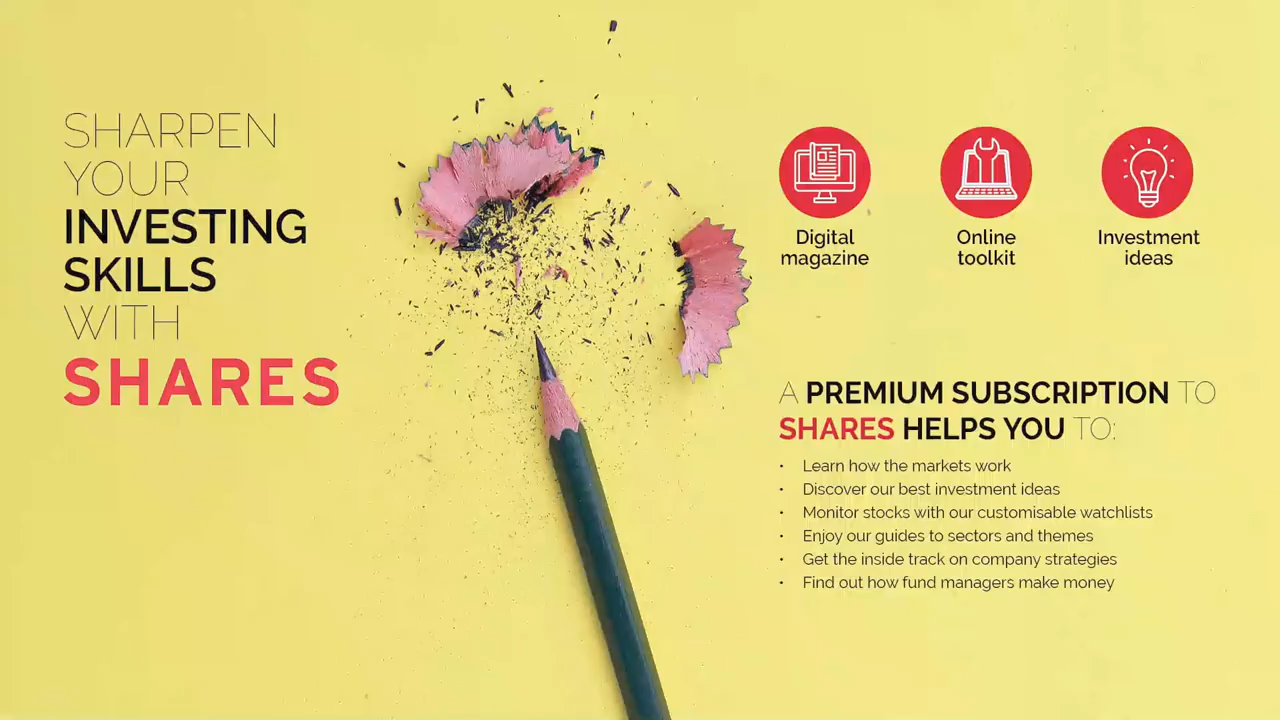 SHARPEN
YOUR
INVESTING
SKILLS
WITH
SHARES
Digital
magazine
Online
toolkit
Investment
ideas
A PREMIUM SUBSCRIPTION TO
SHARES HELPS YOU TO:
• Learn how the markets work
• Discover our best investment ideas
• Monitor stocks with our customisable watchlists
• Enjoy our guides to sectors and themes
• Get the inside track on company strategies
• Find out how fund managers make money